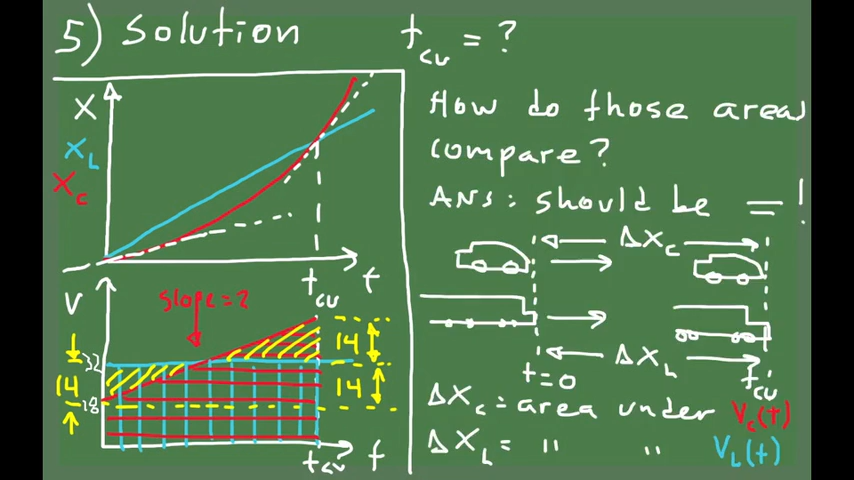 5) Solution
t_cu = ?
How do those areas
compare?
ANS: should be = !
X
X_L
X_C
t_cu
t
V
slope = 2
32
14
18
14
14
t_cu
t
ΔX_C
ΔX_L
t=0
t_cu
ΔX_C = area under V_C(t)
ΔX_L = " " V_L(t)